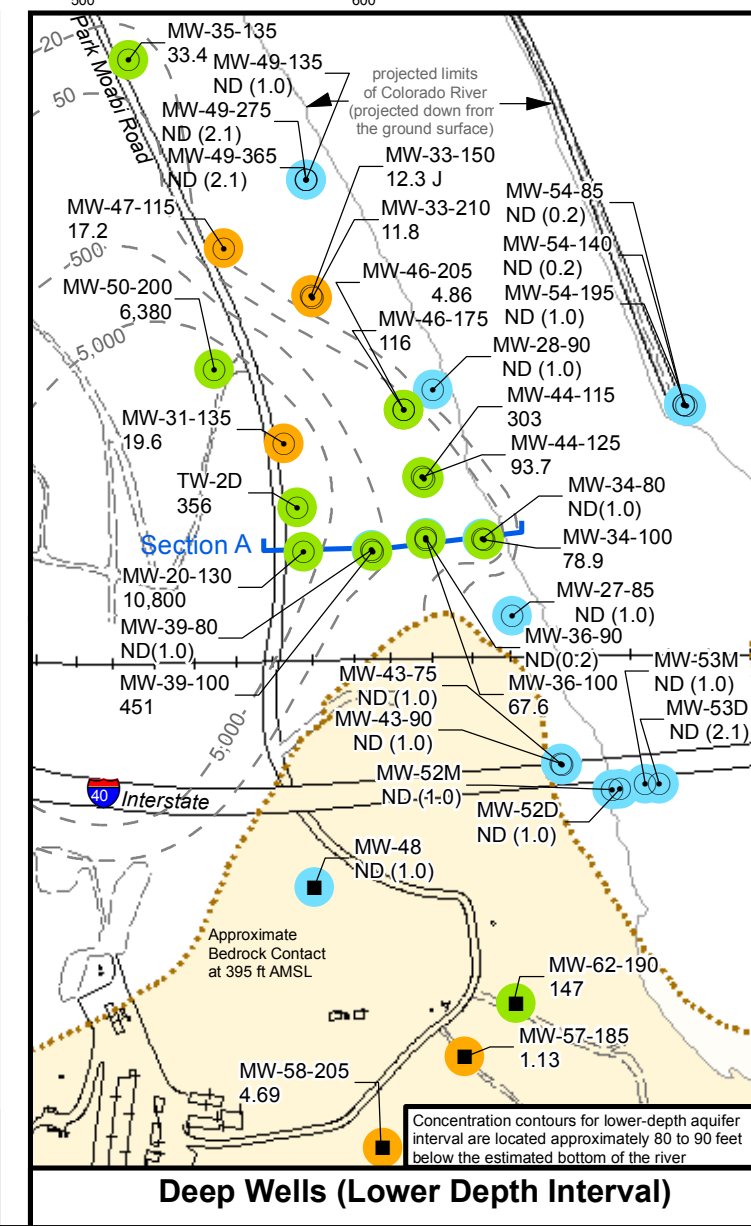 500
600
MW-35-135
33.4
MW-49-135
ND (1.0)
MW-49-275
ND (2.1)
MW-49-365
ND (2.1)
20
50
Park Moabi Road
projected limits
of Colorado River
(projected down from
the ground surface)
MW-33-150
12.3 J
MW-33-210
11.8
MW-54-85
ND (0.2)
MW-54-140
ND (0.2)
MW-54-195
ND (1.0)
MW-47-115
17.2
500
MW-50-200
6,380
5,000
MW-46-205
4.86
MW-46-175
116
MW-28-90
ND (1.0)
MW-44-115
303
MW-44-125
93.7
MW-31-135
19.6
TW-2D
356
MW-34-80
ND(1.0)
MW-34-100
78.9
Section A
MW-20-130
10,800
MW-39-80
ND(1.0)
MW-39-100
451
MW-27-85
ND (1.0)
MW-36-90
ND(0.2)
MW-36-100
67.6
MW-43-75
ND (1.0)
MW-43-90
ND (1.0)
MW-53M
ND (1.0)
MW-53D
ND (2.1)
5,000
MW-52M
ND (1.0)
MW-52D
ND (1.0)
40
Interstate
MW-48
ND (1.0)
Approximate
Bedrock Contact
at 395 ft AMSL
MW-62-190
147
MW-57-185
1.13
MW-58-205
4.69
Concentration contours for lower-depth aquifer
interval are located approximately 80 to 90 feet
below the estimated bottom of the river
Deep Wells (Lower Depth Interval)